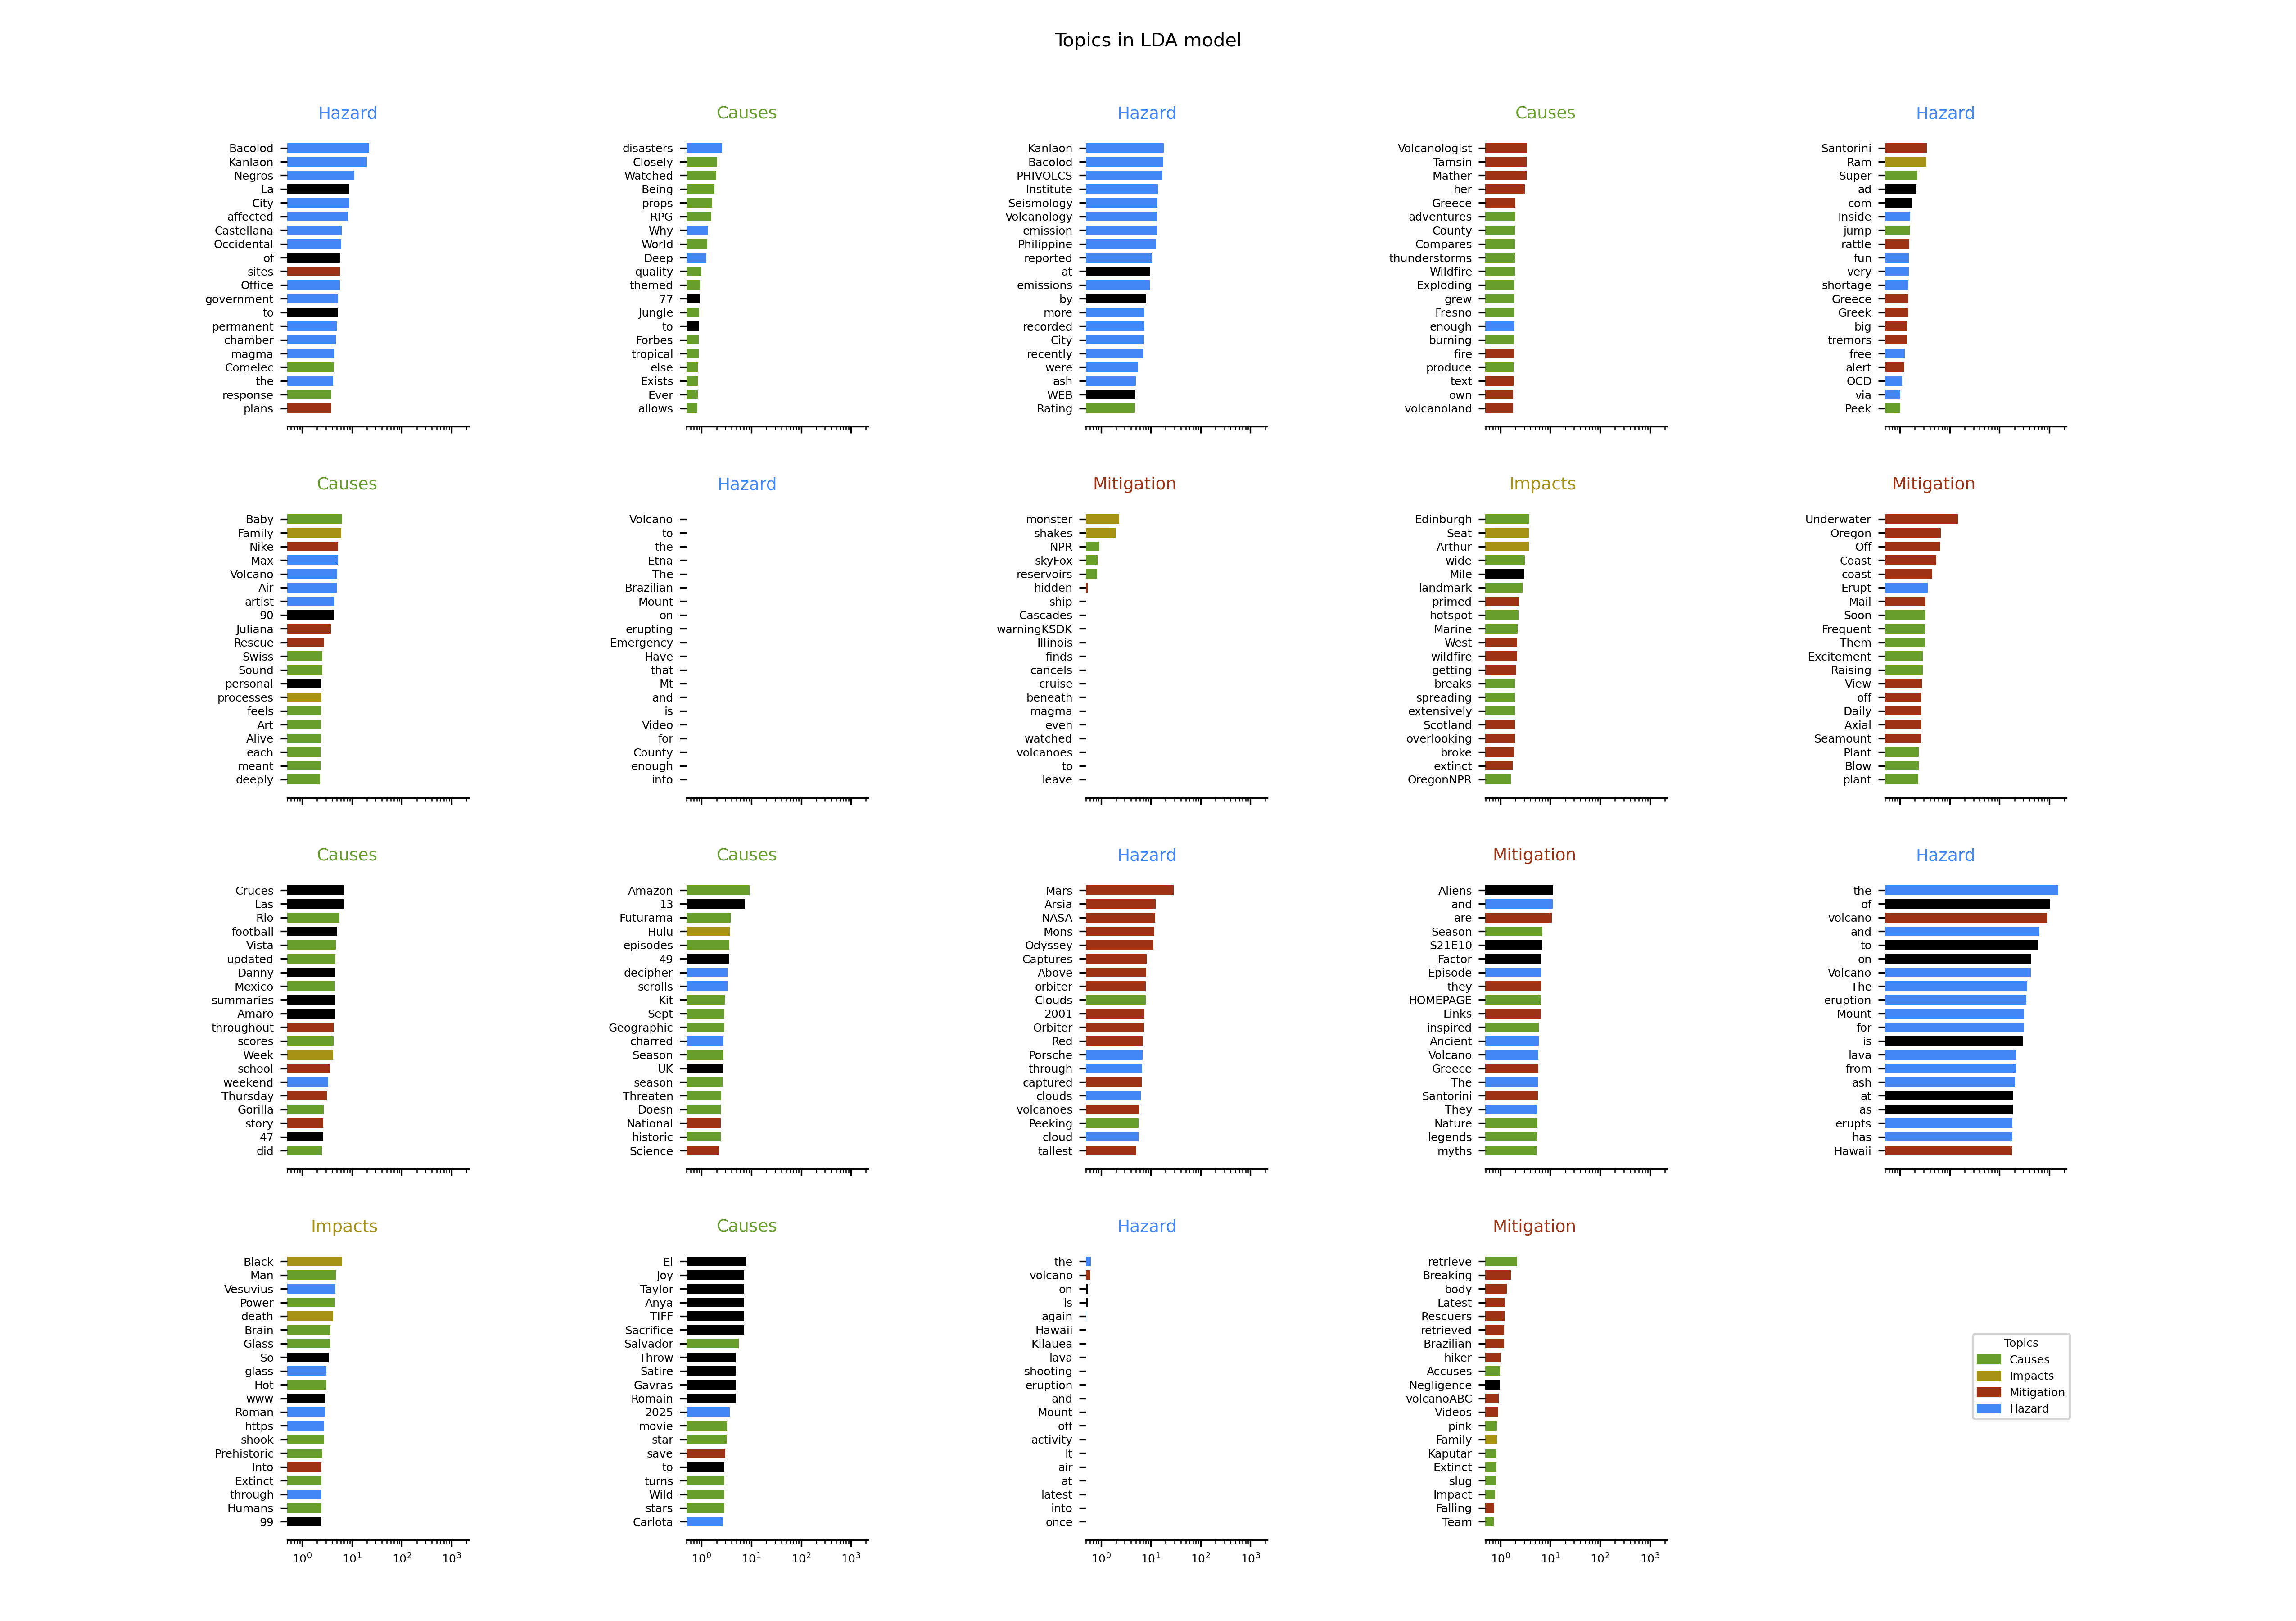 Topics in LDA model
Hazard
Bacolod
Kanlaon
Negros
La
City
affected
Castellana
Occidental
of
sites
Office
government
to
permanent
chamber
magma
Comelec
the
response
plans
Causes
disasters
Closely
Watched
Being
props
RPG
Why
World
Deep
quality
themed
77
Jungle
to
Forbes
tropical
else
Exists
Ever
allows
Hazard
Kanlaon
Bacolod
PHIVOLCS
Institute
Seismology
Volcanology
emission
Philippine
reported
at
emissions
by
more
recorded
City
recently
were
ash
WEB
Rating
Causes
Volcanologist
Tamsin
Mather
her
Greece
adventures
County
Compares
thunderstorms
Wildfire
Exploding
grew
Fresno
enough
burning
fire
produce
text
own
volcanoland
Hazard
Santorini
Ram
Super
ad
com
Inside
jump
rattle
fun
very
shortage
Greece
Greek
big
tremors
free
alert
OCD
via
Peek
Causes
Baby
Family
Nike
Max
Volcano
Air
artist
90
Juliana
Rescue
Swiss
Sound
personal
processes
feels
Art
Alive
each
meant
deeply
Hazard
Volcano
to
the
Etna
The
Brazilian
Mount
on
erupting
Emergency
Have
that
Mt
and
is
Video
for
County
enough
into
Mitigation
monster
shakes
NPR
skyFox
reservoirs
hidden
ship
Cascades
warningKSDK
Illinois
finds
cancels
cruise
beneath
magma
even
watched
volcanoes
to
leave
Impacts
Edinburgh
Seat
Arthur
wide
Mile
landmark
primed
hotspot
Marine
West
wildfire
getting
breaks
spreading
extensively
Scotland
overlooking
broke
extinct
OregonNPR
Mitigation
Underwater
Oregon
Off
Coast
coast
Erupt
Mail
Soon
Frequent
Them
Excitement
Raising
View
off
Daily
Axial
Seamount
Plant
Blow
plant
Causes
Cruces
Las
Rio
football
Vista
updated
Danny
Mexico
summaries
Amaro
throughout
scores
Week
school
weekend
Thursday
Gorilla
story
47
did
Causes
Amazon
13
Futurama
Hulu
episodes
49
decipher
scrolls
Kit
Sept
Geographic
charred
Season
UK
season
Threaten
Doesn
National
historic
Science
Hazard
Mars
Arsia
NASA
Mons
Odyssey
Captures
Above
orbiter
Clouds
2001
Orbiter
Red
Porsche
through
captured
clouds
volcanoes
Peeking
cloud
tallest
Mitigation
Aliens
and
are
Season
S21E10
Factor
Episode
they
HOMEPAGE
Links
inspired
Ancient
Volcano
Greece
The
Santorini
They
Nature
legends
myths
Hazard
the
of
volcano
and
to
on
Volcano
The
eruption
Mount
for
is
lava
from
ash
at
as
erupts
has
Hawaii
Impacts
Black
Man
Vesuvius
Power
death
Brain
Glass
So
glass
Hot
www
Roman
https
shook
Prehistoric
Into
Extinct
through
Humans
99
10⁰ 10¹ 10² 10³
Causes
El
Joy
Taylor
Anya
TIFF
Sacrifice
Salvador
Throw
Satire
Gavras
Romain
2025
movie
star
save
to
turns
Wild
stars
Carlota
10⁰ 10¹ 10² 10³
Hazard
the
volcano
on
is
again
Hawaii
Kilauea
lava
shooting
eruption
and
Mount
off
activity
It
air
at
latest
into
once
10⁰ 10¹ 10² 10³
Mitigation
retrieve
Breaking
body
Latest
Rescuers
retrieved
Brazilian
hiker
Accuses
Negligence
volcanoABC
Videos
pink
Family
Kaputar
Extinct
slug
Impact
Falling
Team
10⁰ 10¹ 10² 10³
Topics
Causes
Impacts
Mitigation
Hazard